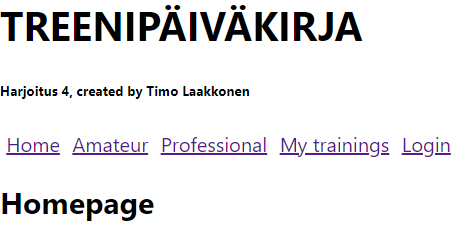 TREENIPÄIVÄKIRJA
Harjoitus 4, created by Timo Laakkonen
Home Amateur Professional My trainings Login
Homepage